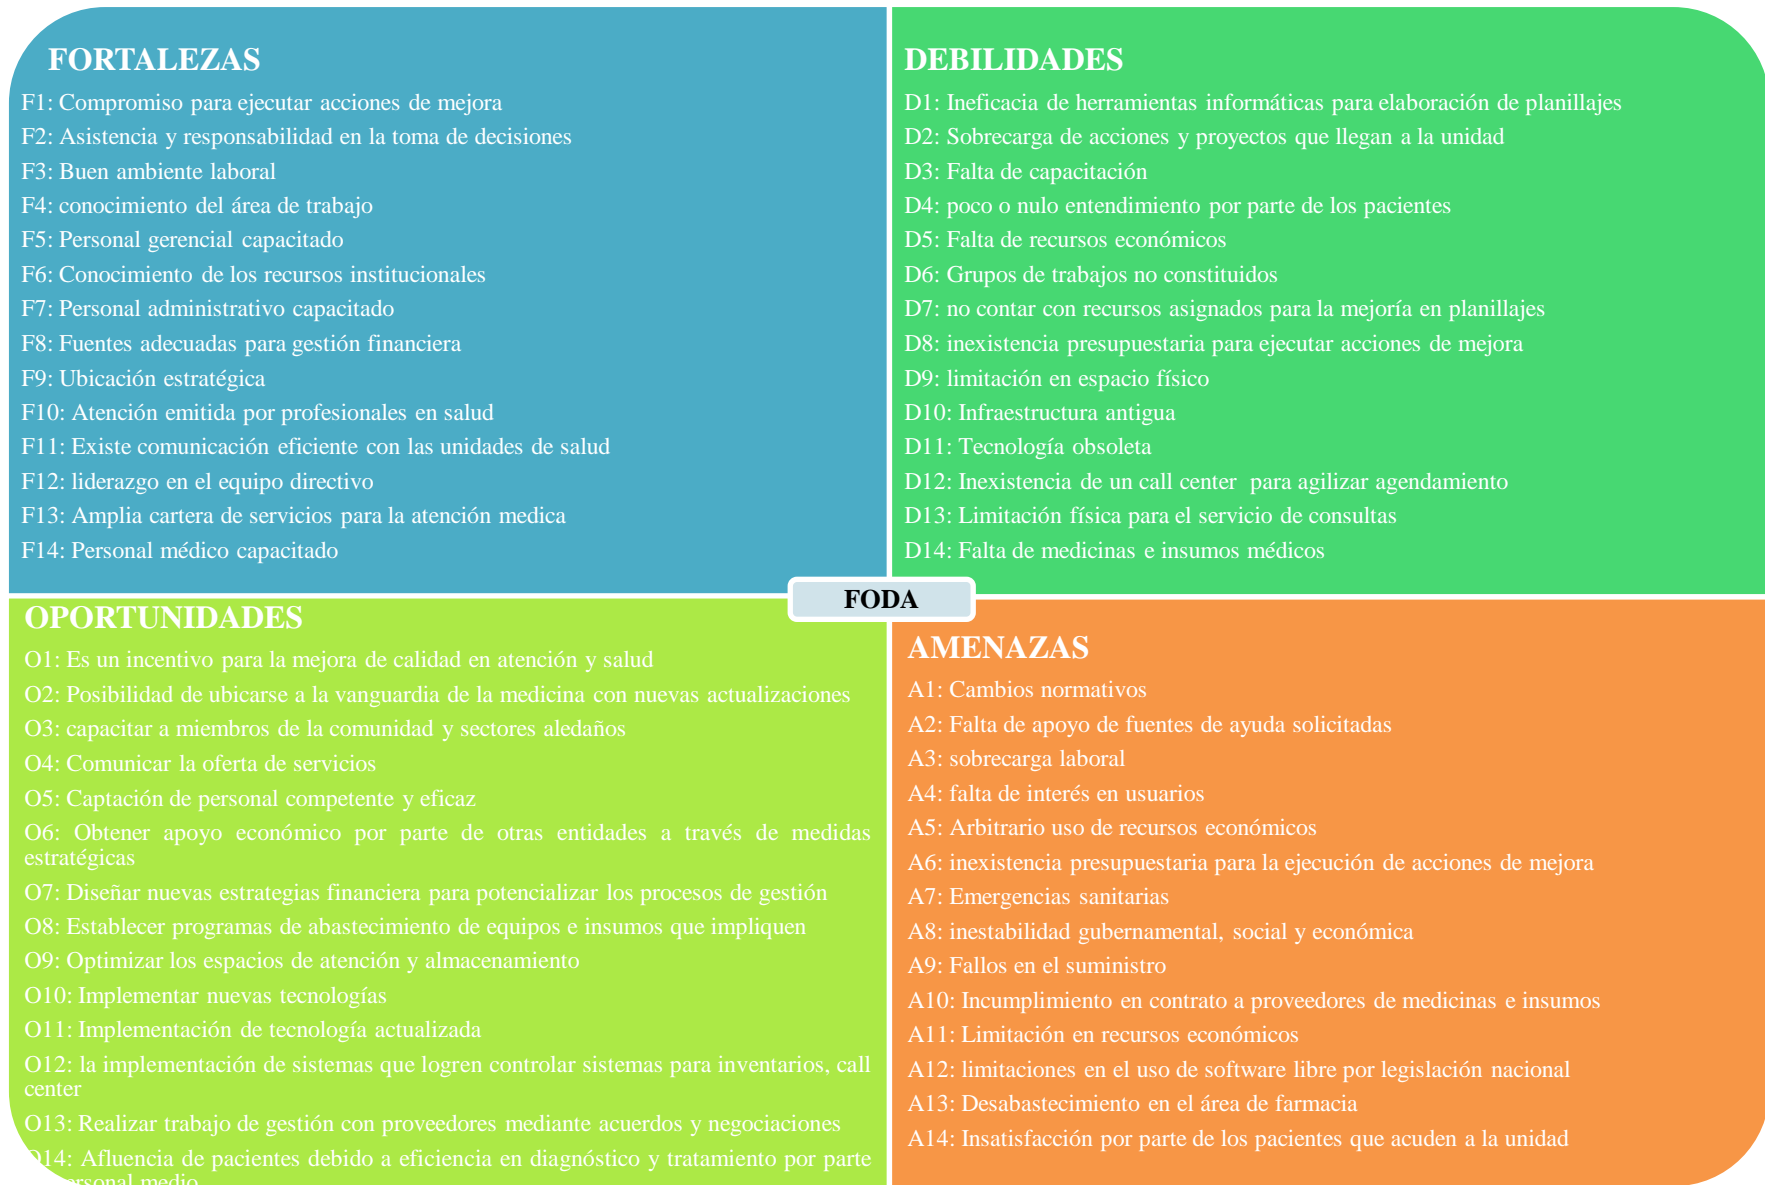 FORTALEZAS
F1: Compromiso para ejecutar acciones de mejora
F2: Asistencia y responsabilidad en la toma de decisiones
F3: Buen ambiente laboral
F4: conocimiento del área de trabajo
F5: Personal gerencial capacitado
F6: Conocimiento de los recursos institucionales
F7: Personal administrativo capacitado
F8: Fuentes adecuadas para gestión financiera
F9: Ubicación estratégica
F10: Atención emitida por profesionales en salud
F11: Existe comunicación eficiente con las unidades de salud
F12: liderazgo en el equipo directivo
F13: Amplia cartera de servicios para la atención medica
F14: Personal médico capacitado
DEBILIDADES
D1: Ineficacia de herramientas informáticas para elaboración de planillajes
D2: Sobrecarga de acciones y proyectos que llegan a la unidad
D3: Falta de capacitación
D4: poco o nulo entendimiento por parte de los pacientes
D5: Falta de recursos económicos
D6: Grupos de trabajos no constituidos
D7: no contar con recursos asignados para la mejoría en planillajes
D8: inexistencia presupuestaria para ejecutar acciones de mejora
D9: limitación en espacio físico
D10: Infraestructura antigua
D11: Tecnología obsoleta
D12: Inexistencia de un call center para agilizar agendamiento
D13: Limitación física para el servicio de consultas
D14: Falta de medicinas e insumos médicos
FODA
OPORTUNIDADES
O1: Es un incentivo para la mejora de calidad en atención y salud
O2: Posibilidad de ubicarse a la vanguardia de la medicina con nuevas actualizaciones
O3: capacitar a miembros de la comunidad y sectores aledaños
O4: Comunicar la oferta de servicios
O5: Captación de personal competente y eficaz
O6: Obtener apoyo económico por parte de otras entidades a través de medidas
estratégicas
O7: Diseñar nuevas estrategias financiera para potencializar los procesos de gestión
O8: Establecer programas de abastecimiento de equipos e insumos que impliquen
O9: Optimizar los espacios de atención y almacenamiento
O10: Implementar nuevas tecnologías
O11: Implementación de tecnología actualizada
O12: la implementación de sistemas que logren controlar sistemas para inventarios, call
center
O13: Realizar trabajo de gestión con proveedores mediante acuerdos y negociaciones
O14: Afluencia de pacientes debido a eficiencia en diagnóstico y tratamiento por parte
medio
AMENAZAS
A1: Cambios normativos
A2: Falta de apoyo de fuentes de ayuda solicitadas
A3: sobrecarga laboral
A4: falta de interés en usuarios
A5: Arbitrario uso de recursos económicos
A6: inexistencia presupuestaria para la ejecución de acciones de mejora
A7: Emergencias sanitarias
A8: inestabilidad gubernamental, social y económica
A9: Fallos en el suministro
A10: Incumplimiento en contrato a proveedores de medicinas e insumos
A11: Limitación en recursos económicos
A12: limitaciones en el uso de software libre por legislación nacional
A13: Desabastecimiento en el área de farmacia
A14: Insatisfacción por parte de los pacientes que acuden a la unidad